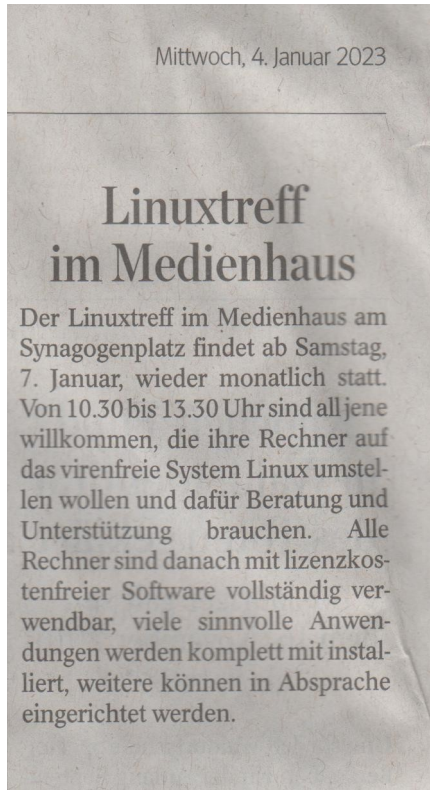 Mittwoch, 4. Januar 2023
Linuxtreff
im Medienhaus
Der Linuxtreff im Medienhaus am
Synagogenplatz findet ab Samstag,
7. Januar, wieder monatlich statt.
Von 10.30 bis 13.30 Uhr sind all jene
willkommen, die ihre Rechner auf
das virenfreie System Linux umstel-
len wollen und dafür Beratung und
Unterstützung brauchen. Alle
Rechner sind danach mit lizenzkos-
tenfreier Software vollständig ver-
wendbar, viele sinnvolle Anwen-
dungen werden komplett mit instal-
liert, weitere können in Absprache
eingerichtet werden.